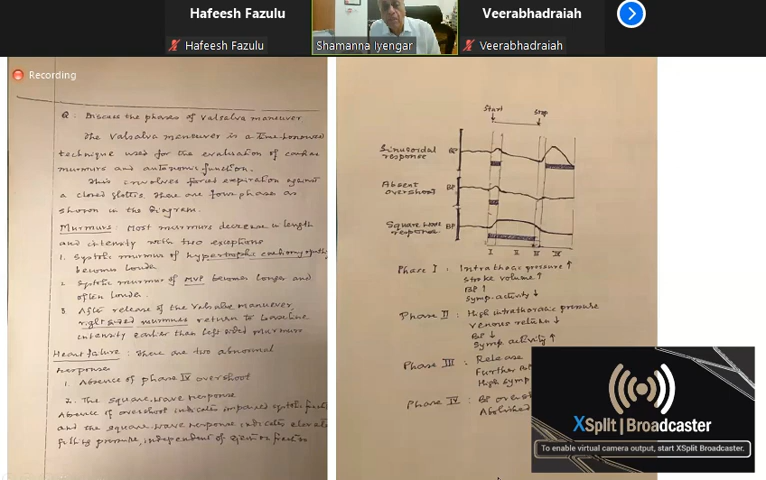 Hafeesh Fazulu
Hafeesh Fazulu
Shamanna Iyengar
Veerabhadraiah
Veerabhadraiah
Recording
Q: Discuss the phases of Valsalva maneuver
The Valsalva maneuver is a time-honoured
technique used for the evaluation of cardiac
murmurs and autonomic function.
This involves forced expiration against
a closed glottis. There are four phases as
shown in the diagram.
Murmurs: Most murmurs decrease in length
and intensity with two exceptions
1. Systolic murmur of hypertrophic
becomes louder
2. Systolic murmur of MVP becomes longer and
often louder.
3 After release of the Valsalva maneuver,
right sided murmurs return to baseline
intensity earlier than left sided murmurs
Heart failure: There are two abnormal
response
1. Absence of phase IV overshoot
2. The square wave response
Absence of overshoot indicates impaired systolic
and the square wave response indicates
filling pressure, independent of ejection fraction
Start Stop
Sinusoidal
response
BP
Absent
overshoot
BP
Square wave
response
BP
I II III IV
Phase I : Intrathoracic pressure ↑
Stroke volume ↑
BP ↑
Symp. activity ↓
Phase II : High intrathoracic pressure
Venous return ↓
BP ↓
Symp activity ↑
Phase III : Release
Further BP
High symp
Phase IV : BP
Abolished
XSplit | Broadcaster
To enable virtual camera output, start XSplit Broadcaster.